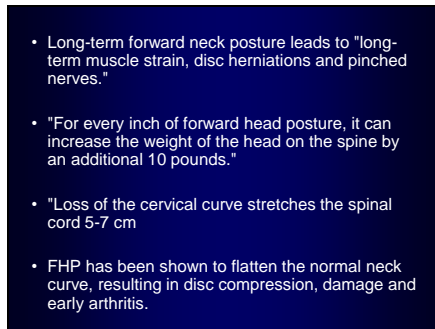 • Long-term forward neck posture leads to "long-
term muscle strain, disc herniations and pinched
nerves."
• "For every inch of forward head posture, it can
increase the weight of the head on the spine by
an additional 10 pounds."
• "Loss of the cervical curve stretches the spinal
cord 5-7 cm
• FHP has been shown to flatten the normal neck
curve, resulting in disc compression, damage and
early arthritis.